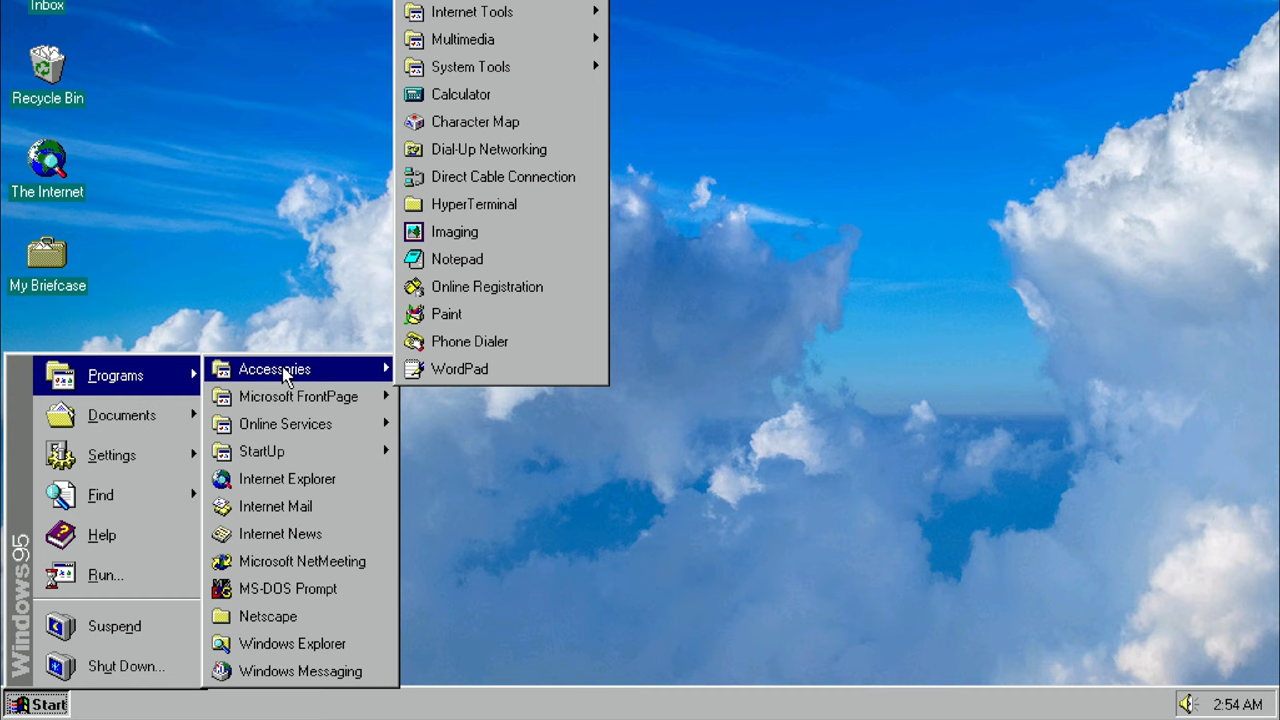 Inbox
Recycle Bin
The Internet
My Briefcase
Internet Tools
Multimedia
System Tools
Calculator
Character Map
Dial-Up Networking
Direct Cable Connection
HyperTerminal
Imaging
Notepad
Online Registration
Paint
Phone Dialer
WordPad
Accessories
Microsoft FrontPage
Online Services
StartUp
Internet Explorer
Internet Mail
Internet News
Microsoft NetMeeting
MS-DOS Prompt
Netscape
Windows Explorer
Windows Messaging
Programs
Documents
Settings
Find
Help
Run...
Suspend
Shut Down...
Windows95
Start
2:54 AM